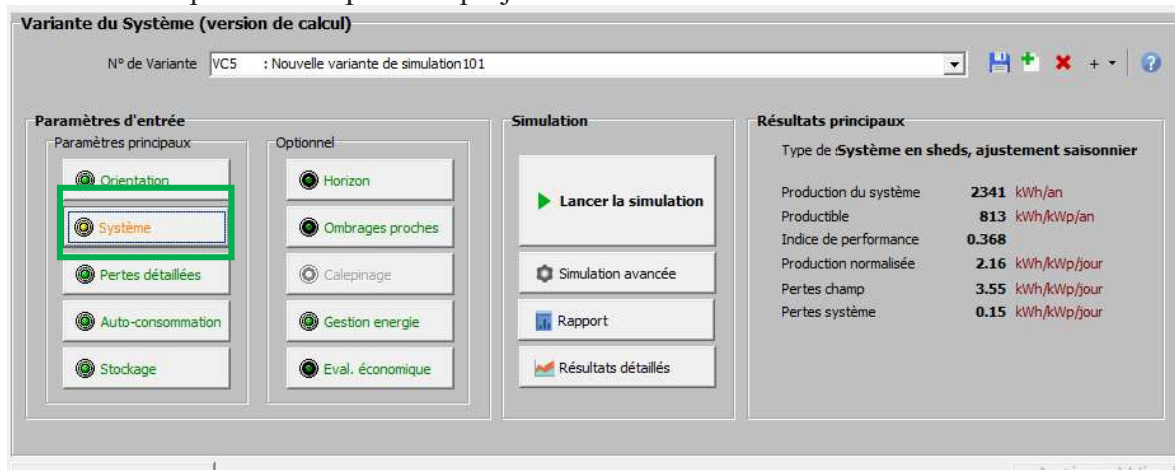 Variante du Système (version de calcul)
N° de Variante VC5 : Nouvelle variante de simulation101
+
Paramètres d'entrée
Paramètres principaux
Orientation
Système
Pertes détaillées
Auto-consommation
Stockage
Optionnel
Horizon
Ombrages proches
Calepinage
Gestion energie
Eval. économique
Simulation
Lancer la simulation
Simulation avancée
Rapport
Résultats détaillés
Résultats principaux
Type de :Système en sheds, ajustement saisonnier
Production du système 2341 kWh/an
Productible 813 kWh/kWp/an
Indice de performance 0.368
Production normalisée 2.16 kWh/kWp/jour
Pertes champ 3.55 kWh/kWp/jour
Pertes système 0.15 kWh/kWp/jour